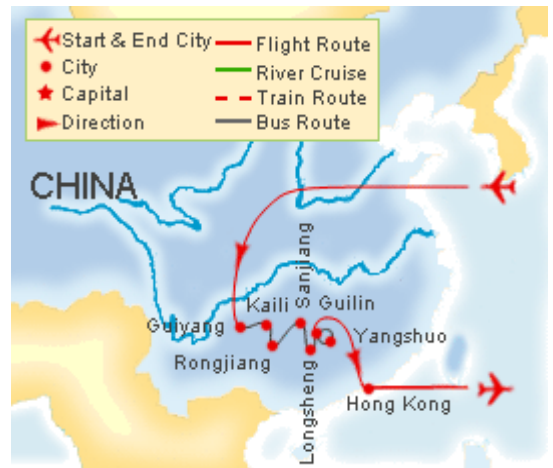 Start & End City
Flight Route
City
River Cruise
Capital
Train Route
Direction
Bus Route
CHINA
Sanjiang
Kaili
Guilin
Guiyang
Yangshuo
Rongjiang
Longsheng
Hong Kong